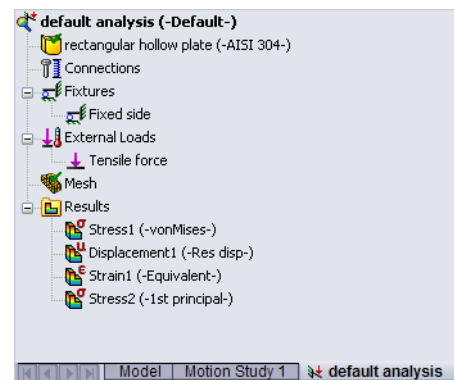 default analysis (-Default-)
rectangular hollow plate (-AISI 304-)
Connections
Fixtures
Fixed side
External Loads
Tensile force
Mesh
Results
Stress1 (-vonMises-)
Displacement1 (-Res disp-)
Strain1 (-Equivalent-)
Stress2 (-1st principal-)
Model Motion Study 1 default analysis